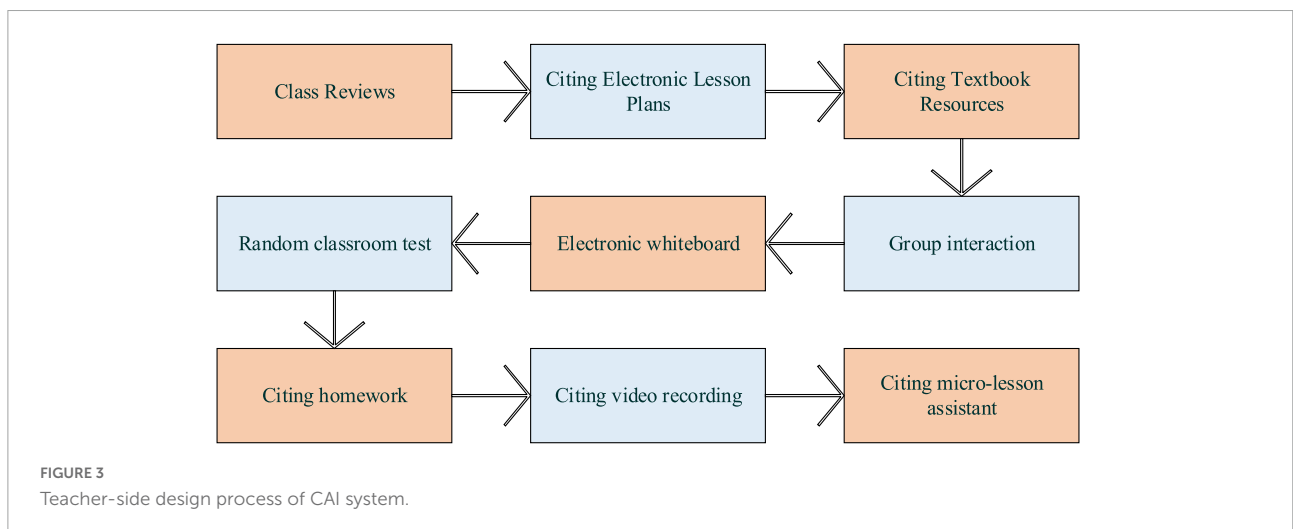 Class Reviews
Citing Electronic Lesson
Plans
Citing Textbook
Resources
Random classroom test
Electronic whiteboard
Group interaction
Citing homework
Citing video recording
Citing micro-lesson
assistant
FIGURE 3
Teacher-side design process of CAI system.